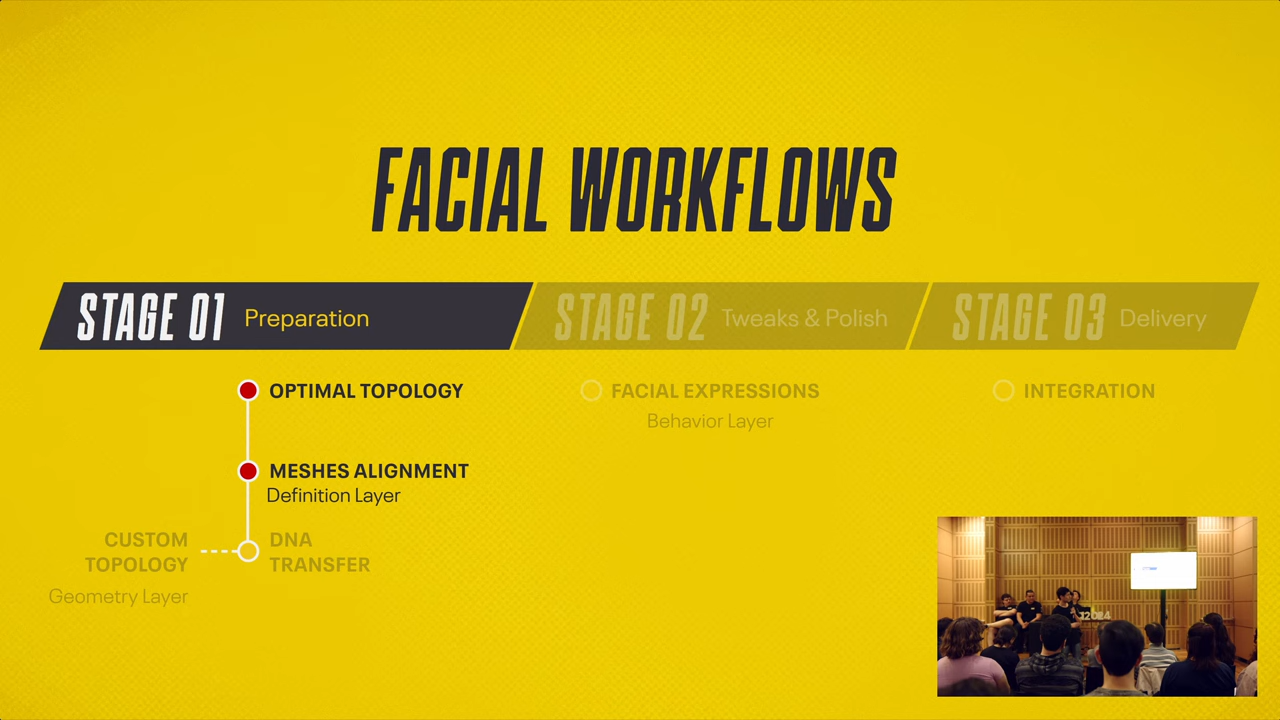 FACIAL WORKFLOWS
STAGE 01 Preparation
STAGE 02 Tweaks & Polish
STAGE 03 Delivery
OPTIMAL TOPOLOGY
MESHES ALIGNMENT
Definition Layer
CUSTOM
TOPOLOGY
Geometry Layer
DNA
TRANSFER
FACIAL EXPRESSIONS
Behavior Layer
INTEGRATION